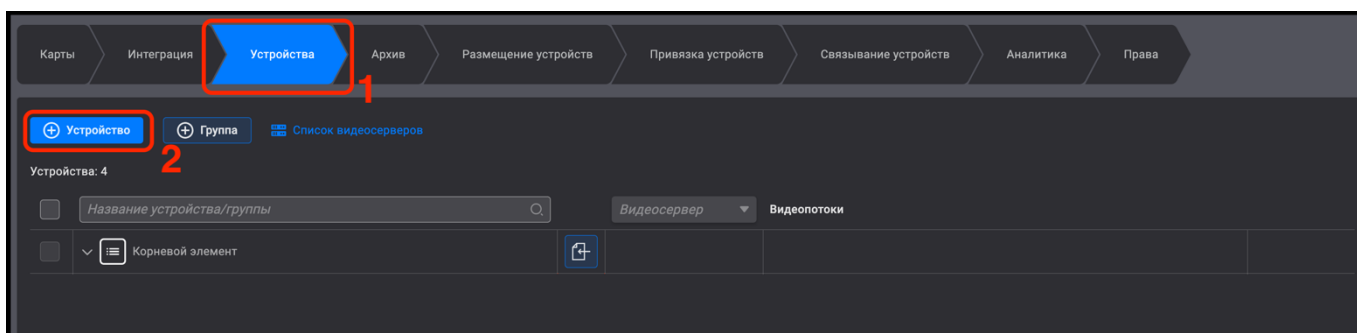 Карты Интеграция Устройства Архив Размещение устройств Привязка устройств Связывание устройств Аналитика Права
1
Устройство Группа Список видеосерверов
2
Устройства: 4
Название устройства/группы Видеосервер Видеопотоки
Корневой элемент